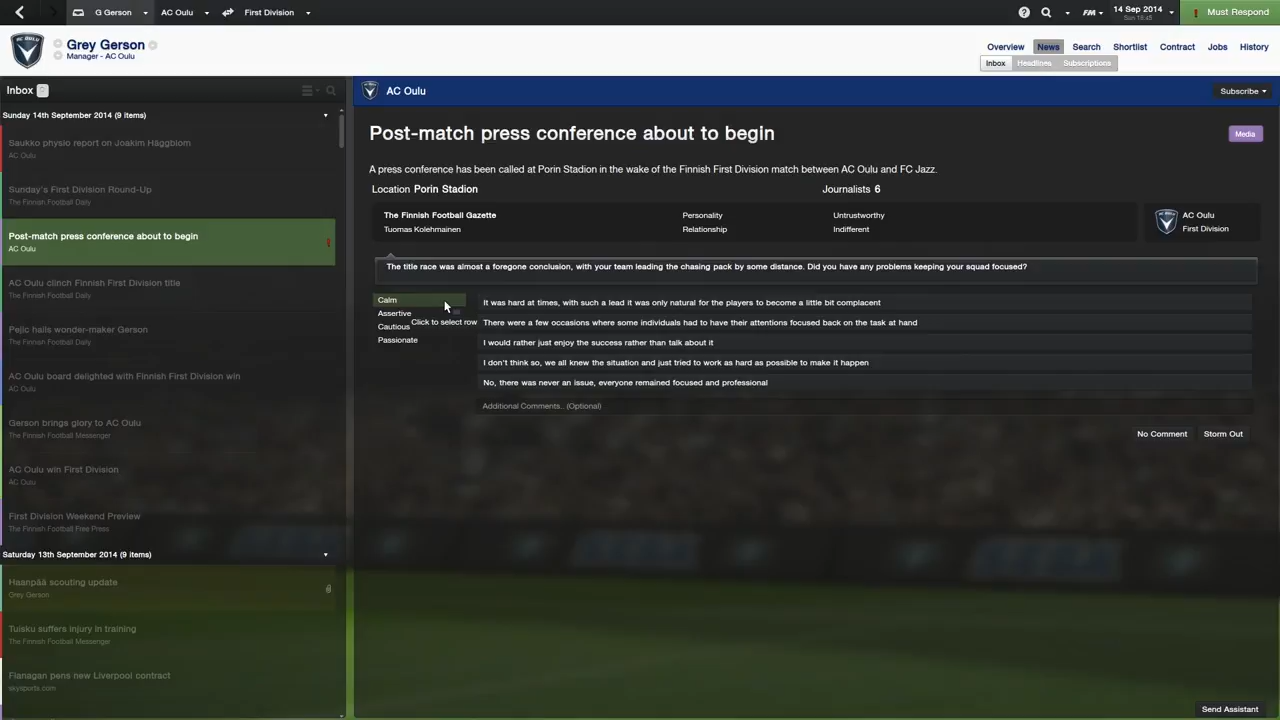 G Gerson
AC Oulu
First Division
FM
14 Sep 2014
Sun 15:45
Must Respond
Grey Gerson
Manager - AC Oulu
Overview
News
Search
Shortlist
Contract
Jobs
History
Inbox
Headlines
Subscriptions
Inbox
Sunday 14th September 2014 (9 items)
Saukko physio report on Joakim Häggblom
AC Oulu
Sunday's First Division Round-Up
The Finnish Football Daily
Post-match press conference about to begin
AC Oulu
AC Oulu clinch Finnish First Division title
The Finnish Football Daily
Pejic hails wonder-maker Gerson
The Finnish Football Daily
AC Oulu board delighted with Finnish First Division win
AC Oulu
Gerson brings glory to AC Oulu
The Finnish Football Messenger
AC Oulu win First Division
AC Oulu
First Division Weekend Preview
The Finnish Football Free Press
Saturday 13th September 2014 (9 items)
Haanpää scouting update
Grey Gerson
Tuisku suffers injury in training
The Finnish Football Messenger
Flanagan pens new Liverpool contract
skysports.com
AC Oulu
Subscribe
Post-match press conference about to begin
Media
A press conference has been called at Porin Stadion in the wake of the Finnish First Division match between AC Oulu and FC Jazz.
Location Porin Stadion
Journalists 6
The Finnish Football Gazette
Personality
Untrustworthy
Tuomas Kolehmainen
Relationship
Indifferent
AC Oulu
First Division
The title race was almost a foregone conclusion, with your team leading the chasing pack by some distance. Did you have any problems keeping your squad focused?
Calm
Assertive
Cautious
Passionate
Click to select row
It was hard at times, with such a lead it was only natural for the players to become a little bit complacent
There were a few occasions where some individuals had to have their attentions focused back on the task at hand
I would rather just enjoy the success rather than talk about it
I don't think so, we all knew the situation and just tried to work as hard as possible to make it happen
No, there was never an issue, everyone remained focused and professional
Additional Comments.. (Optional)
No Comment
Storm Out
Send Assistant